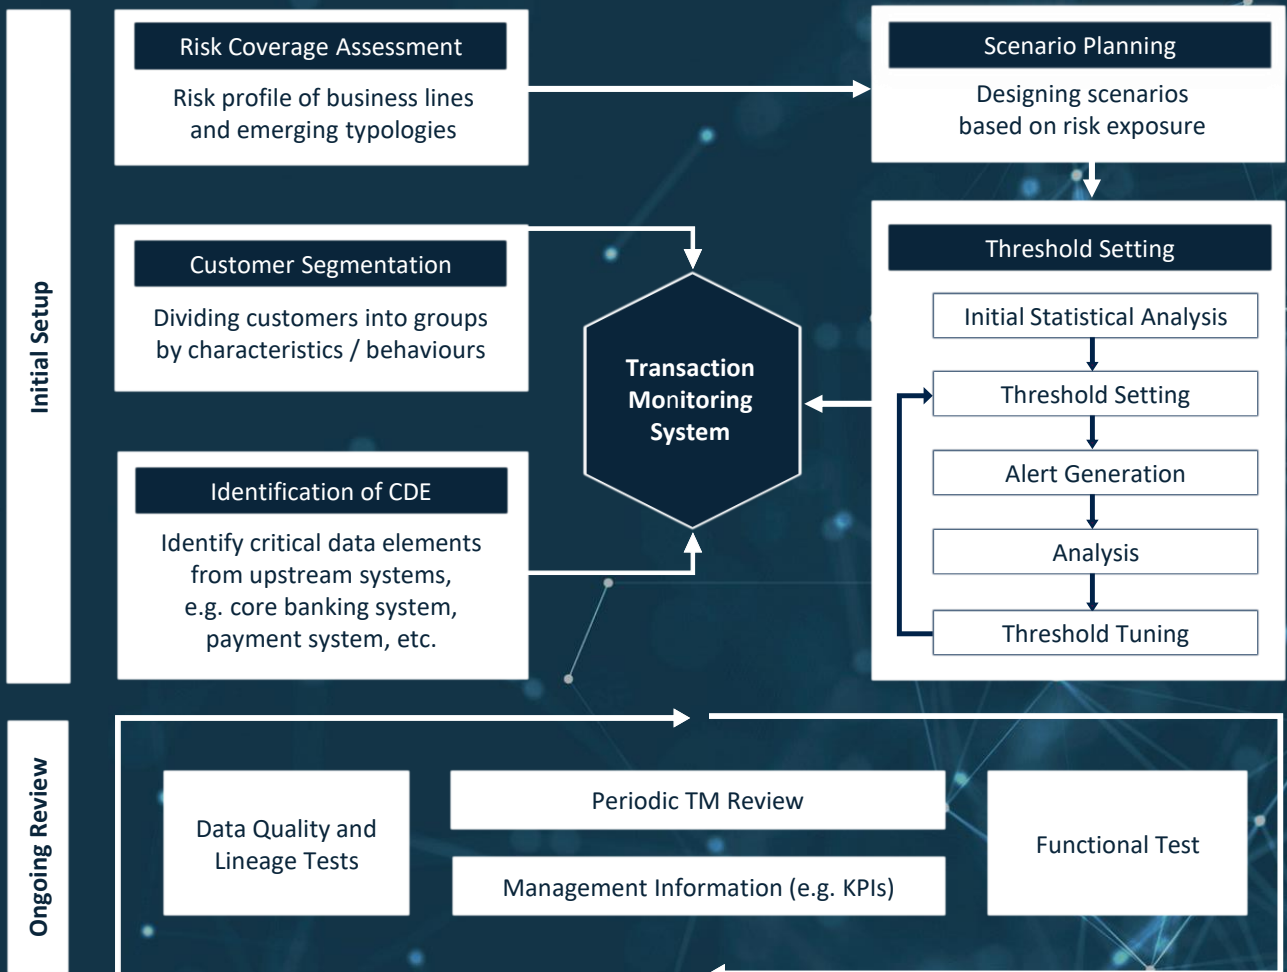 Initial Setup
Risk Coverage Assessment
Risk profile of business lines
and emerging typologies
Scenario Planning
Designing scenarios
based on risk exposure
Customer Segmentation
Dividing customers into groups
by characteristics / behaviours
Identification of CDE
Identify critical data elements
from upstream systems,
e.g. core banking system,
payment system, etc.
Transaction
Monitoring
System
Threshold Setting
Initial Statistical Analysis
Threshold Setting
Alert Generation
Analysis
Threshold Tuning
Ongoing Review
Data Quality and
Lineage Tests
Periodic TM Review
Management Information (e.g. KPIs)
Functional Test